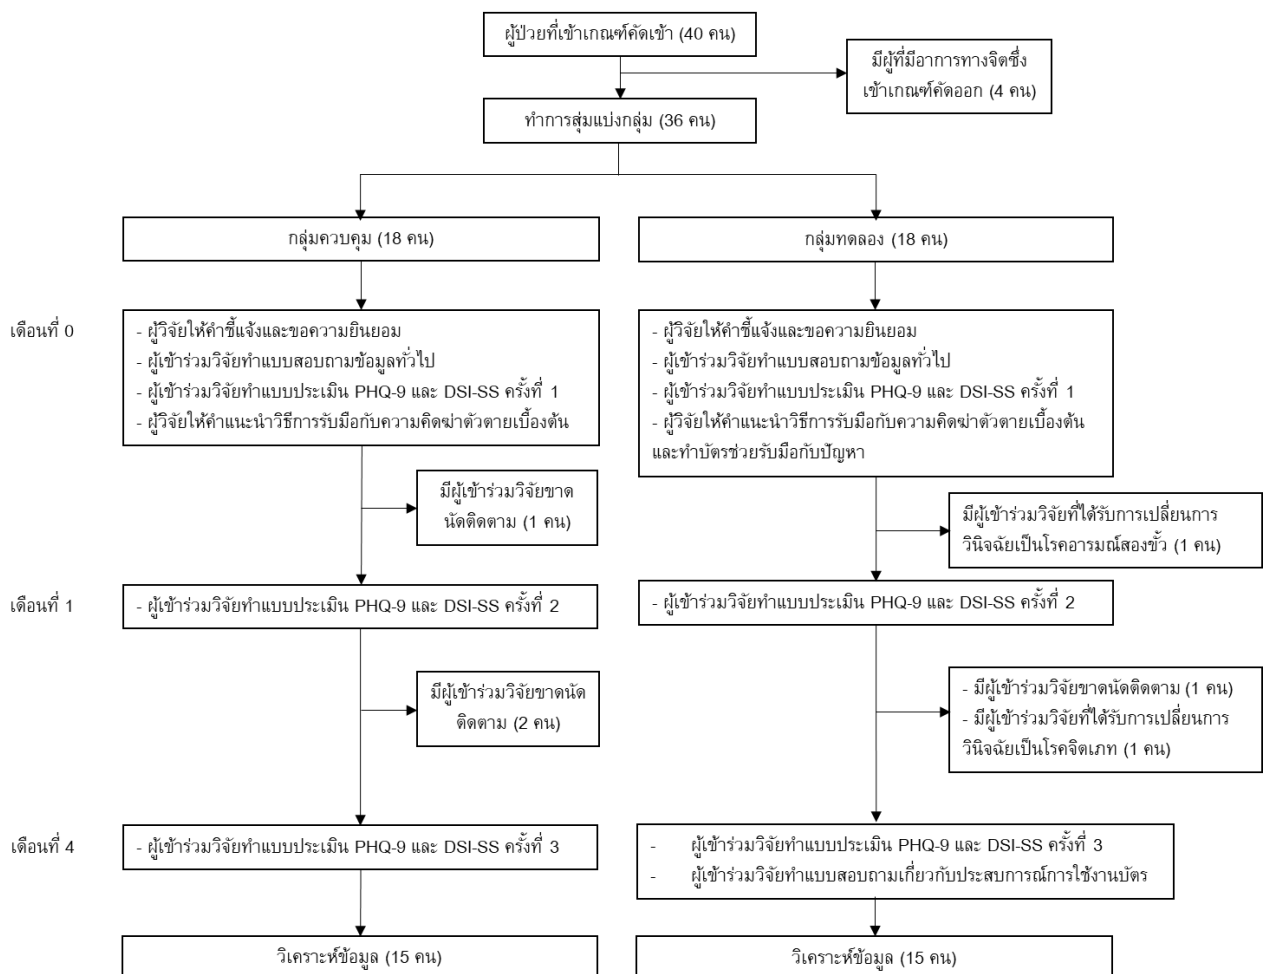 ผู้ป่วยที่เข้าเกณฑ์คัดเข้า (40 คน)
มีผู้ที่มีอาการทางจิตซึ่ง
เข้าเกณฑ์คัดออก (4 คน)
ทำการสุ่มแบ่งกลุ่ม (36 คน)
กลุ่มควบคุม (18 คน)
กลุ่มทดลอง (18 คน)
เดือนที่ 0
- ผู้วิจัยให้คำชี้แจ้งและขอความยินยอม
- ผู้เข้าร่วมวิจัยทำแบบสอบถามข้อมูลทั่วไป
- ผู้เข้าร่วมวิจัยทำแบบประเมิน PHQ-9 และ DSI-SS ครั้งที่ 1
- ผู้วิจัยให้คำแนะนำวิธีการรับมือกับความคิดฆ่าตัวตายเบื้องต้น
- ผู้วิจัยให้คำชี้แจ้งและขอความยินยอม
- ผู้เข้าร่วมวิจัยทำแบบสอบถามข้อมูลทั่วไป
- ผู้เข้าร่วมวิจัยทำแบบประเมิน PHQ-9 และ DSI-SS ครั้งที่ 1
- ผู้วิจัยให้คำแนะนำวิธีการรับมือกับความคิดฆ่าตัวตายเบื้องต้น
และทำบัตรช่วยรับมือกับปัญหา
มีผู้เข้าร่วมวิจัยขาด
นัดติดตาม (1 คน)
มีผู้เข้าร่วมวิจัยที่ได้รับการเปลี่ยนการ
วินิจฉัยเป็นโรคอารมณ์สองขั้ว (1 คน)
เดือนที่ 1
- ผู้เข้าร่วมวิจัยทำแบบประเมิน PHQ-9 และ DSI-SS ครั้งที่ 2
- ผู้เข้าร่วมวิจัยทำแบบประเมิน PHQ-9 และ DSI-SS ครั้งที่ 2
มีผู้เข้าร่วมวิจัยขาดนัด
ติดตาม (2 คน)
- มีผู้เข้าร่วมวิจัยขาดนัดติดตาม (1 คน)
- มีผู้เข้าร่วมวิจัยที่ได้รับการเปลี่ยนการ
วินิจฉัยเป็นโรคจิตเภท (1 คน)
เดือนที่ 4
- ผู้เข้าร่วมวิจัยทำแบบประเมิน PHQ-9 และ DSI-SS ครั้งที่ 3
- ผู้เข้าร่วมวิจัยทำแบบประเมิน PHQ-9 และ DSI-SS ครั้งที่ 3
- ผู้เข้าร่วมวิจัยทำแบบสอบถามเกี่ยวกับประสบการณ์การใช้งานบัตร
วิเคราะห์ข้อมูล (15 คน)
วิเคราะห์ข้อมูล (15 คน)